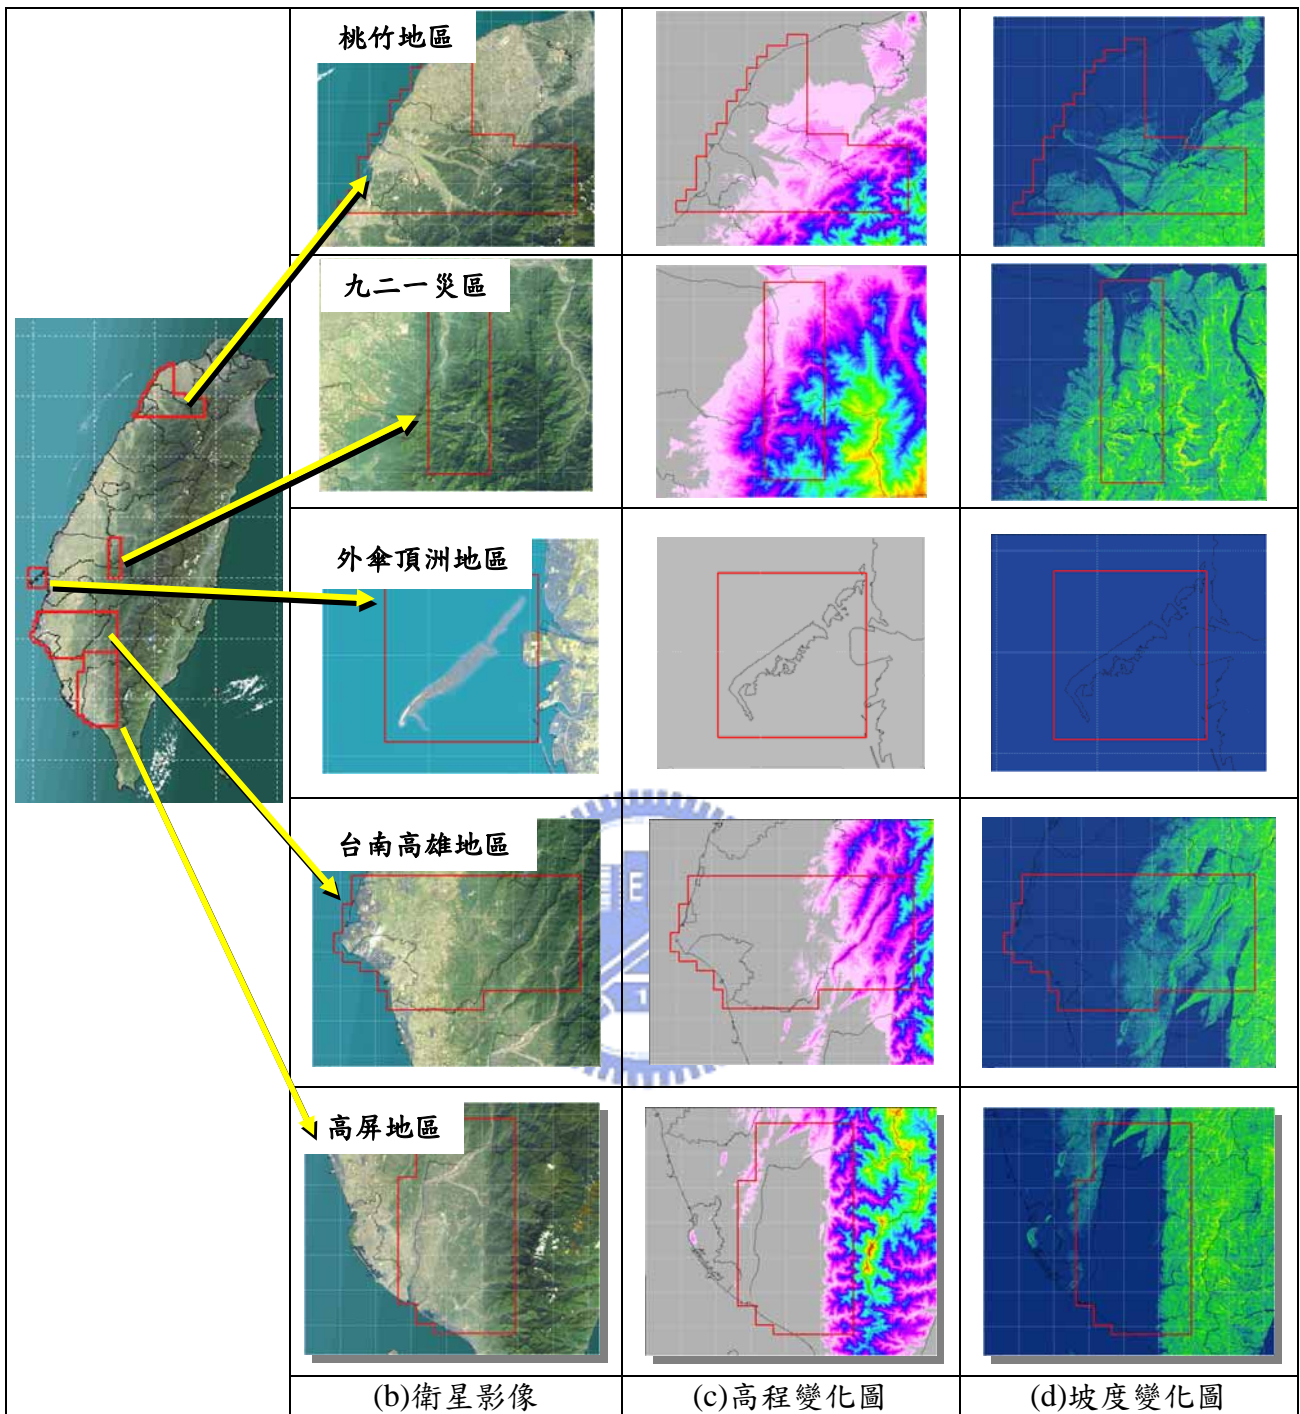 桃竹地區
九二一災區
外傘頂洲地區
台南高雄地區
高屏地區
(b)衛星影像
(c)高程變化圖
(d)坡度變化圖